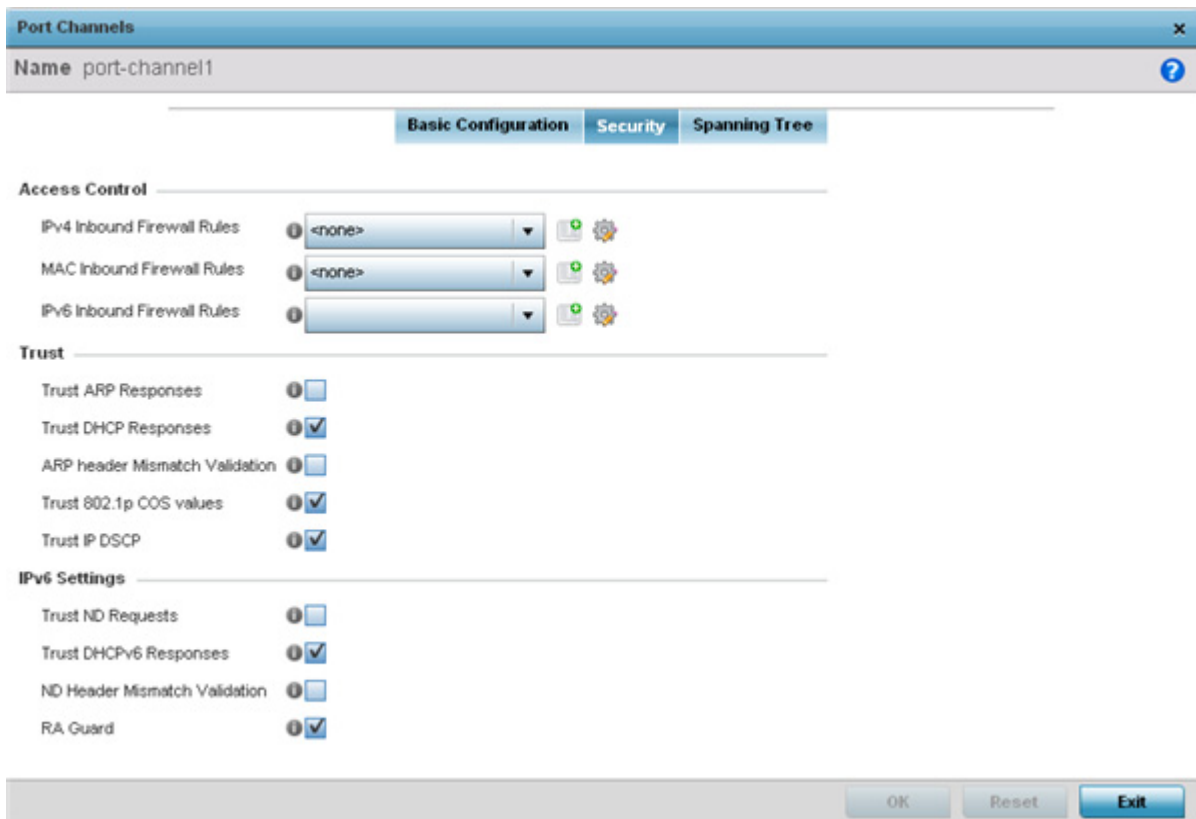 Port Channels
Name port-channel1
Basic Configuration Security Spanning Tree
Access Control
IPv4 Inbound Firewall Rules <none>
MAC Inbound Firewall Rules <none>
IPv6 Inbound Firewall Rules
Trust
Trust ARP Responses
Trust DHCP Responses
ARP header Mismatch Validation
Trust 802.1p COS values
Trust IP DSCP
IPv6 Settings
Trust ND Requests
Trust DHCPv6 Responses
ND Header Mismatch Validation
RA Guard
OK Reset Exit